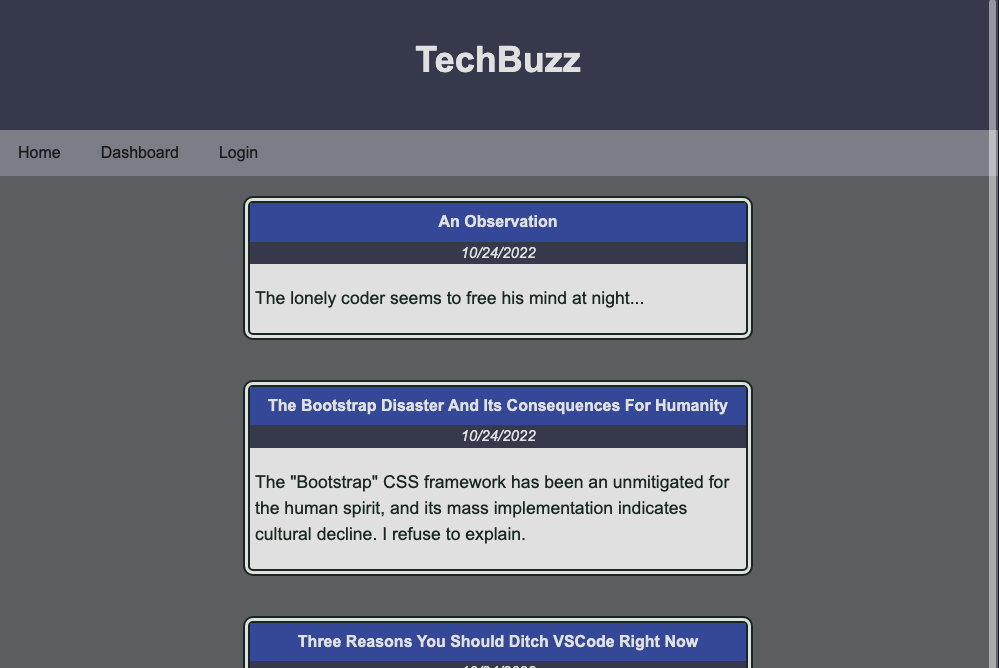 TechBuzz
Home Dashboard Login
An Observation
10/24/2022
The lonely coder seems to free his mind at night...
The Bootstrap Disaster And Its Consequences For Humanity
10/24/2022
The "Bootstrap" CSS framework has been an unmitigated for
the human spirit, and its mass implementation indicates
cultural decline. I refuse to explain.
Three Reasons You Should Ditch VSCode Right Now